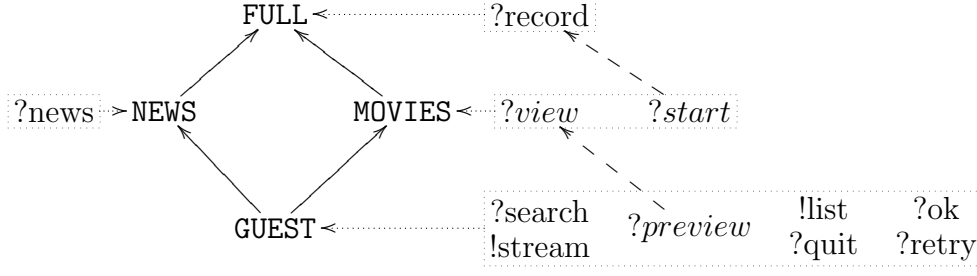 FULL ?record
?news NEWS MOVIES ?view ?start
GUEST ?search ?preview !list ?ok
!stream ?quit ?retry